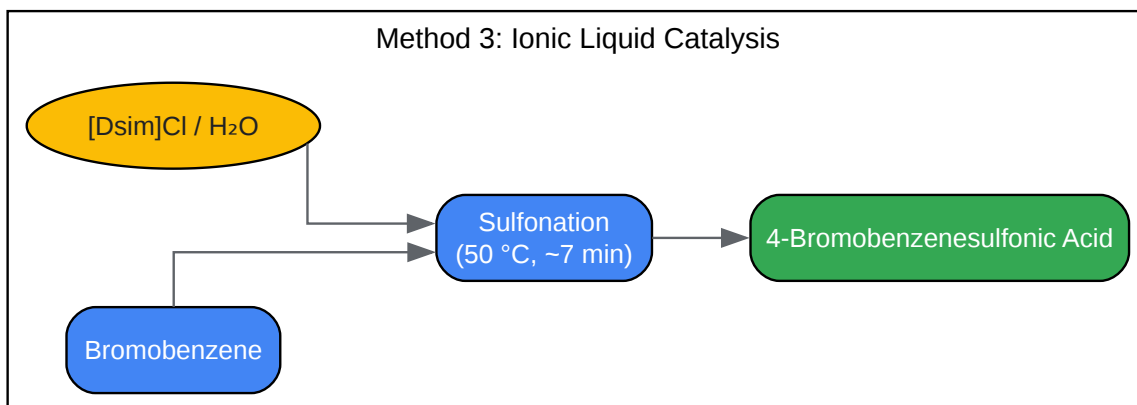 Method 3: Ionic Liquid Catalysis
[Dsim]Cl / H₂O
Sulfonation
(50 °C, ~7 min)
4-Bromobenzenesulfonic Acid
Bromobenzene